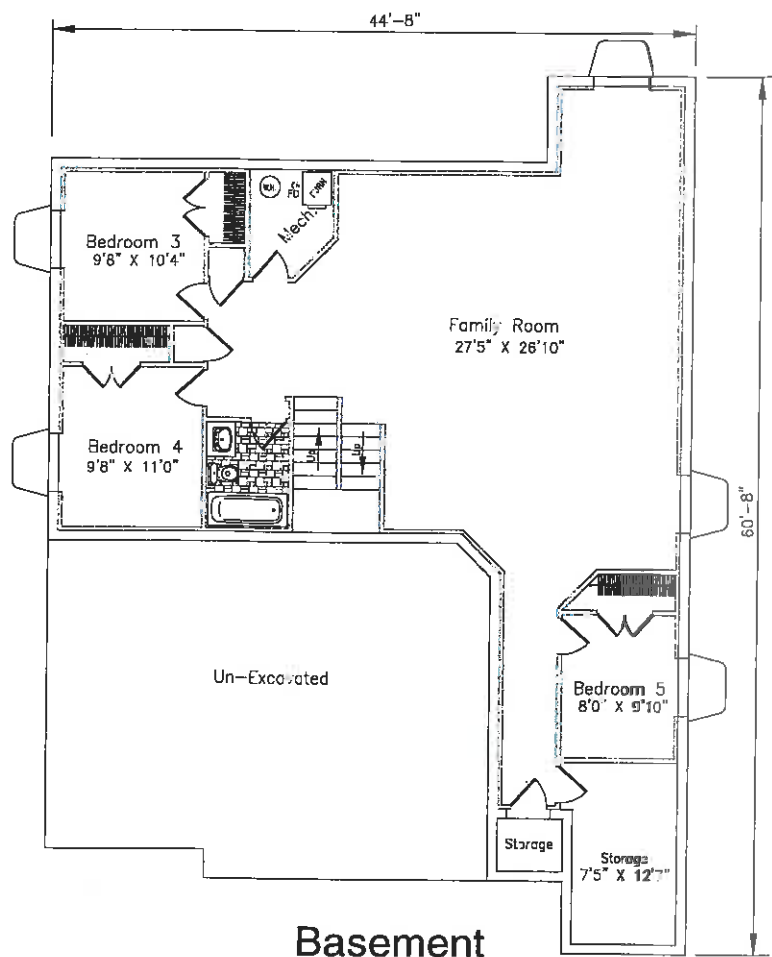 44'-8"
W.H.
FURN
Mech.
Bedroom 3
9'8" X 10'4"
Family Room
27'5" X 26'10"
Up
Up
Bedroom 4
9'8" X 11'0"
60'-8"
Un-Excavated
Bedroom 5
8'0" X 9'10"
Storage
Storage
7'5" X 12'7"
Basement